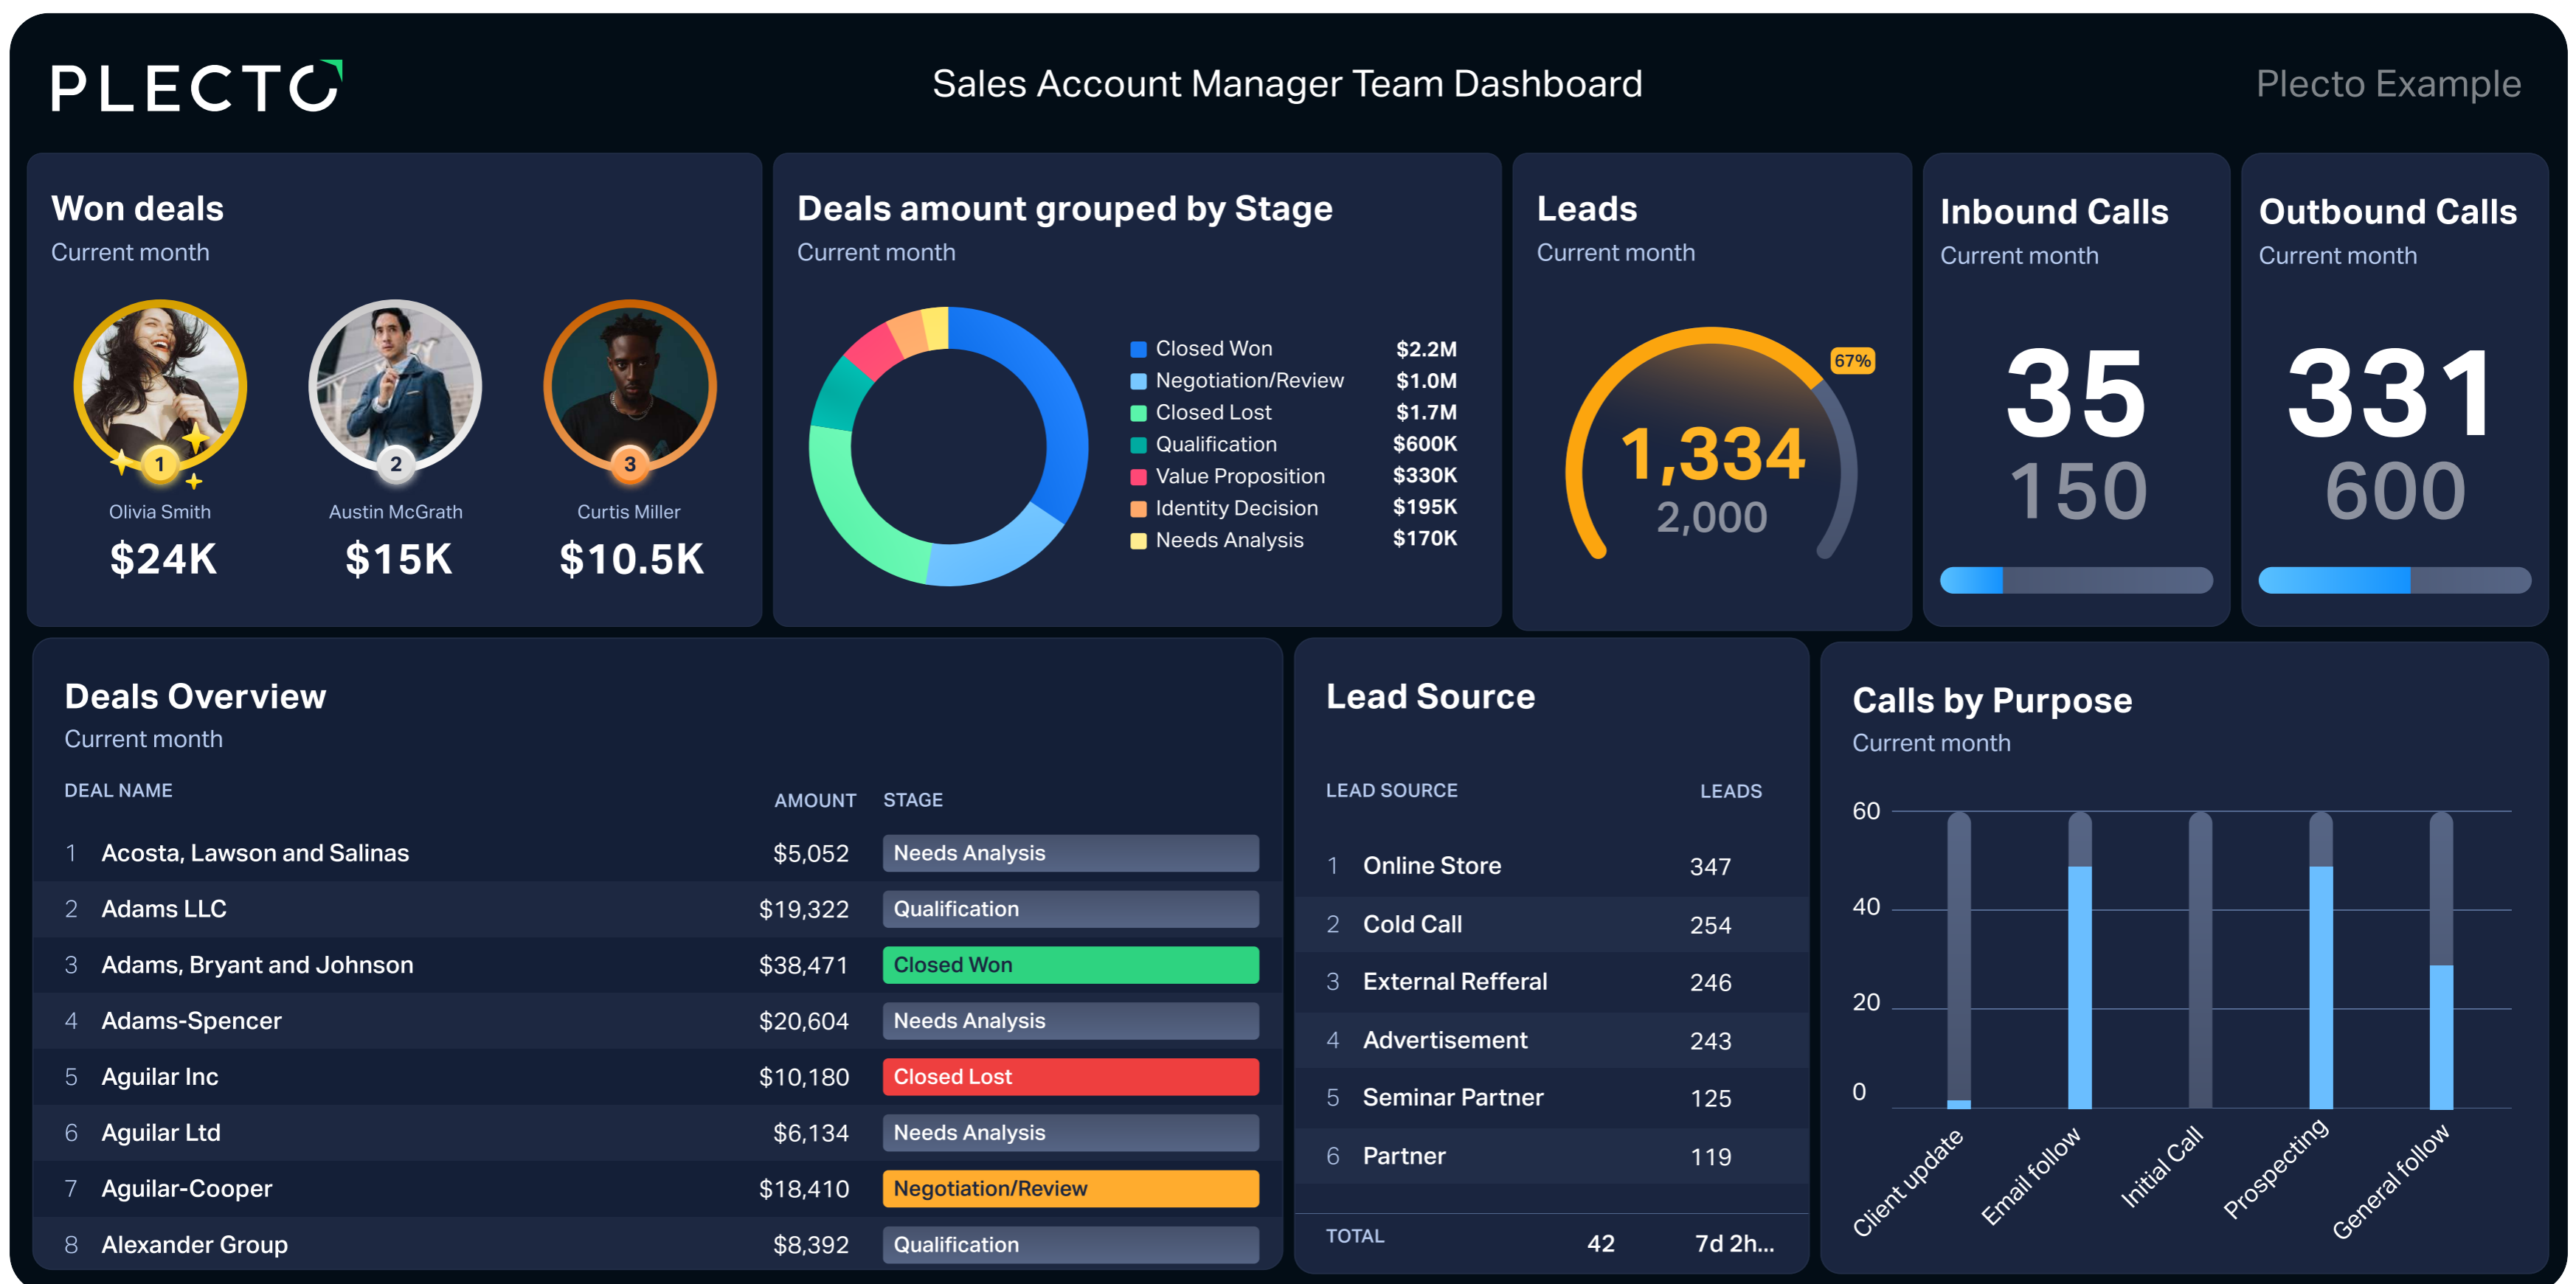 PLECTO
Sales Account Manager Team Dashboard
Plecto Example
Won deals
Current month
1
2
3
Olivia Smith
Austin McGrath
Curtis Miller
$24K
$15K
$10.5K
Deals amount grouped by Stage
Current month
Closed Won $2.2M
Negotiation/Review $1.0M
Closed Lost $1.7M
Qualification $600K
Value Proposition $330K
Identity Decision $195K
Needs Analysis $170K
Leads
Current month
67%
1,334
2,000
Inbound Calls
Current month
35
150
Outbound Calls
Current month
331
600
Deals Overview
Current month
DEAL NAME AMOUNT STAGE
1 Acosta, Lawson and Salinas $5,052 Needs Analysis
2 Adams LLC $19,322 Qualification
3 Adams, Bryant and Johnson $38,471 Closed Won
4 Adams-Spencer $20,604 Needs Analysis
5 Aguilar Inc $10,180 Closed Lost
6 Aguilar Ltd $6,134 Needs Analysis
7 Aguilar-Cooper $18,410 Negotiation/Review
8 Alexander Group $8,392 Qualification
Lead Source
LEAD SOURCE LEADS
1 Online Store 347
2 Cold Call 254
3 External Refferal 246
4 Advertisement 243
5 Seminar Partner 125
6 Partner 119
TOTAL 42 7d 2h...
Calls by Purpose
Current month
60
40
20
0
Client update
Email follow
Initial Call
Prospecting
General follow